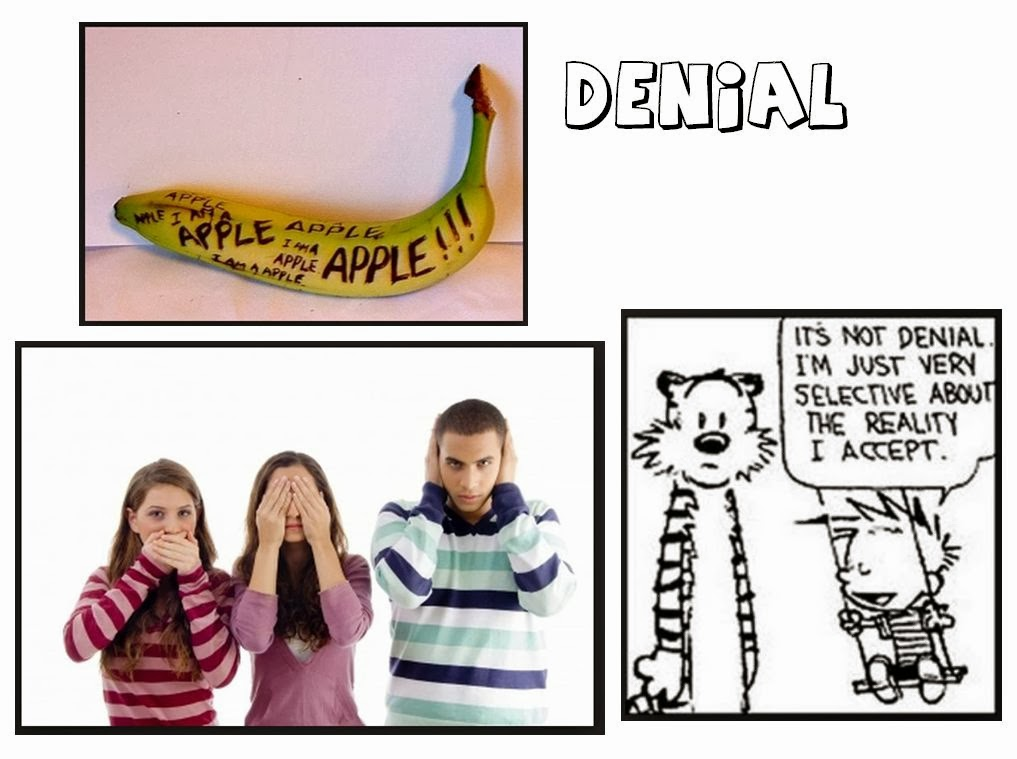 DENiAL
APPLE
APPLE I AM A
APPLE APPLE
I AM A
APPLE APPLE!!!
I AM A APPLE
IT'S NOT DENIAL.
I'M JUST VERY
SELECTIVE ABOUT
THE REALITY
I ACCEPT.